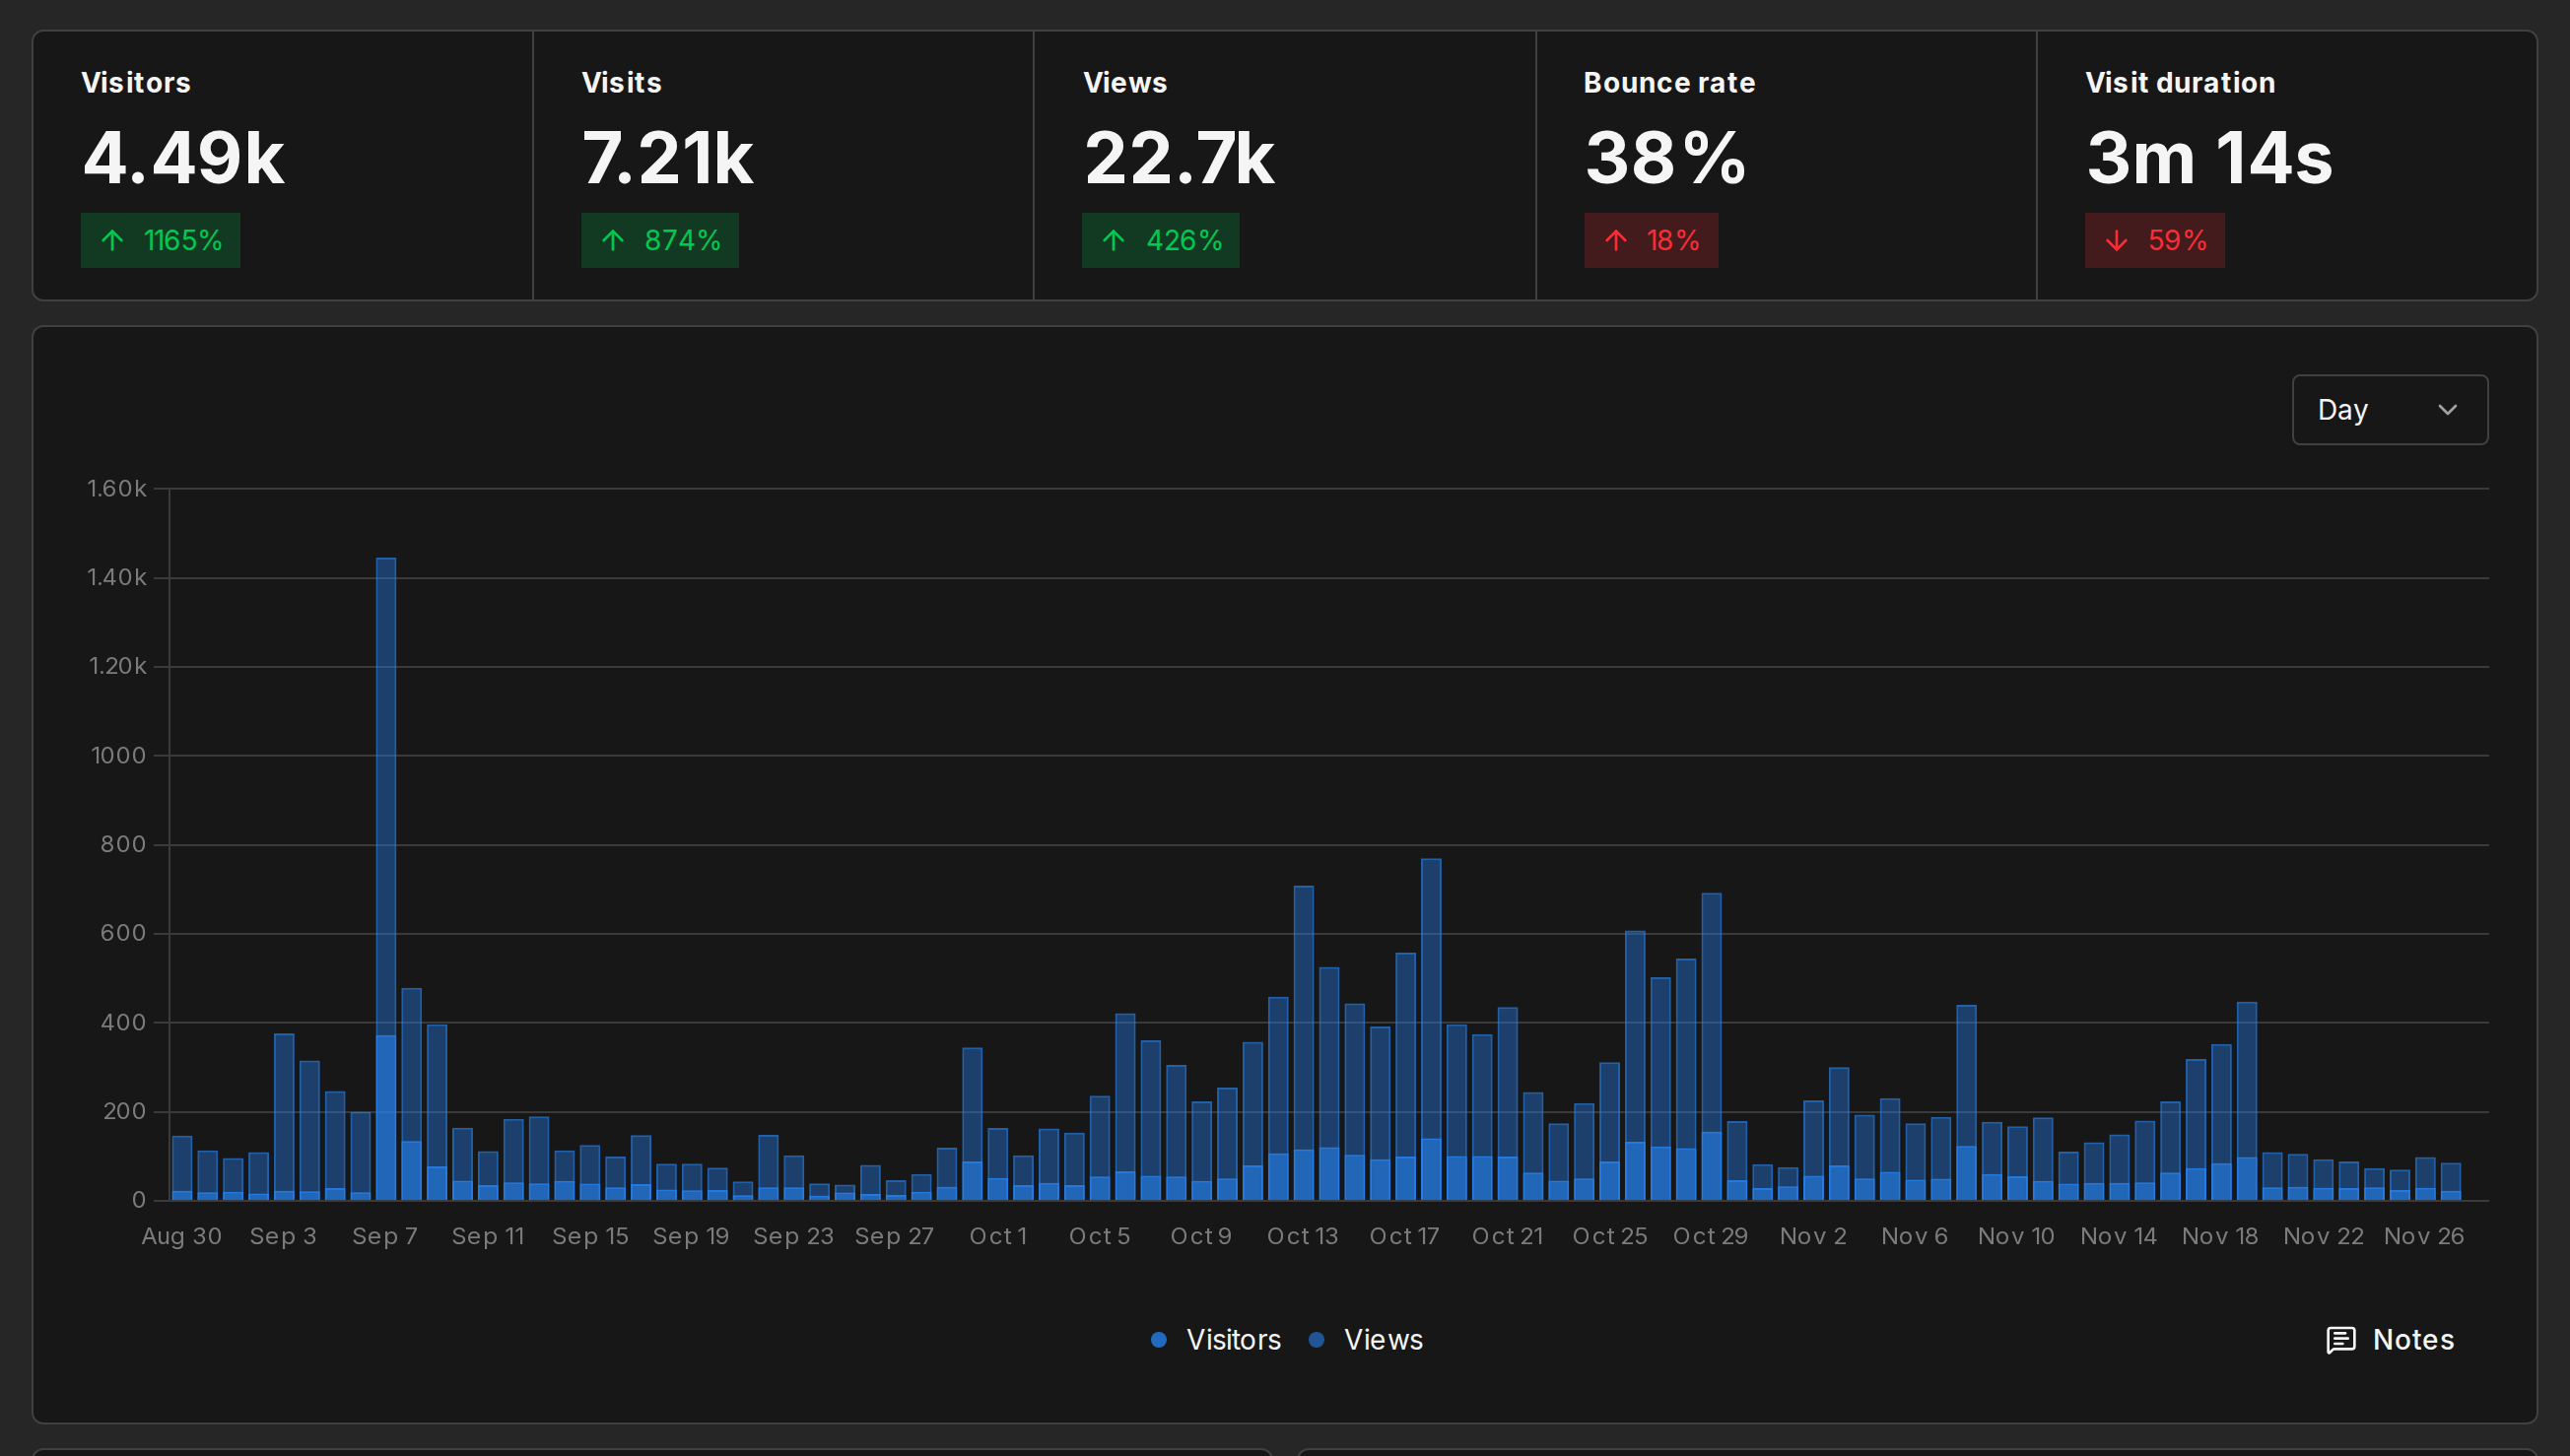 Visitors
4.49k
1165%
Visits
7.21k
874%
Views
22.7k
426%
Bounce rate
38%
18%
Visit duration
3m 14s
59%
Day
1.60k
1.40k
1.20k
1000
800
600
400
200
0
Aug 30 Sep 3 Sep 7 Sep 11 Sep 15 Sep 19 Sep 23 Sep 27 Oct 1 Oct 5 Oct 9 Oct 13 Oct 17 Oct 21 Oct 25 Oct 29 Nov 2 Nov 6 Nov 10 Nov 14 Nov 18 Nov 22 Nov 26
Visitors Views
Notes